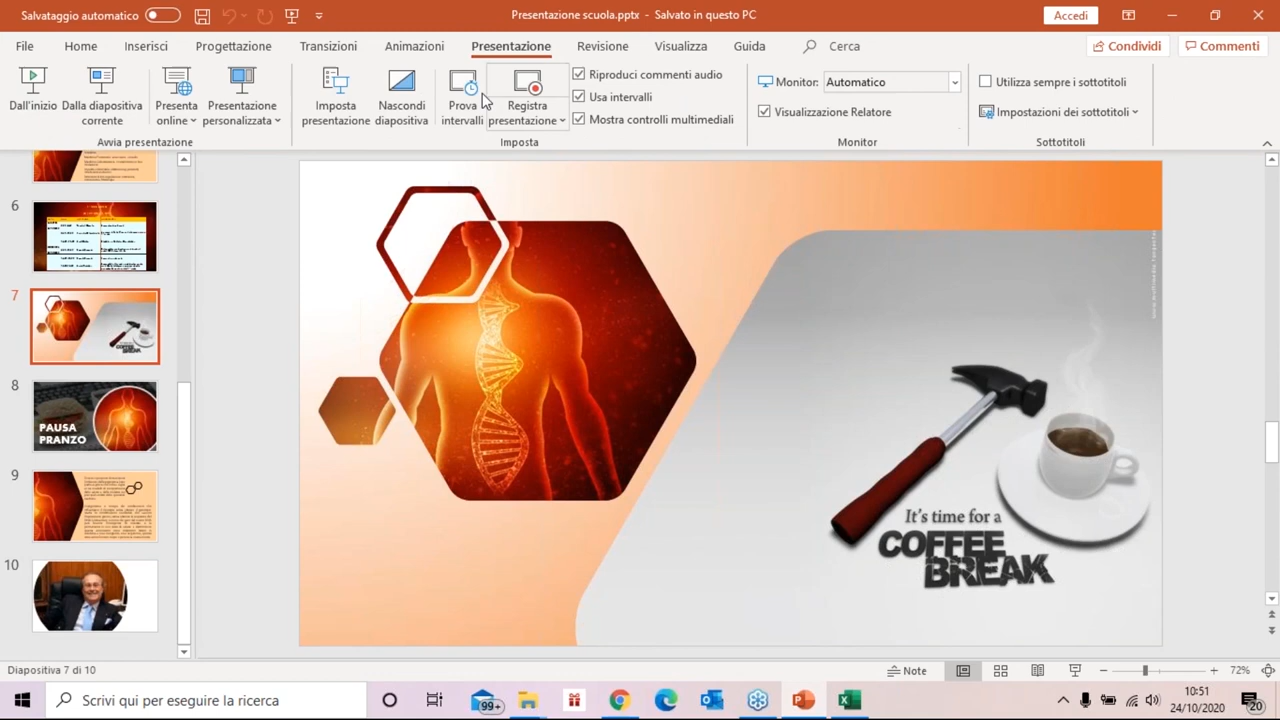 Salvataggio automatico
Presentazione scuola.pptx - Salvato in questo PC
Accedi
File Home Inserisci Progettazione Transizioni Animazioni Presentazione Revisione Visualizza Guida Cerca
Condividi Commenti
Dall'inizio
Dalla diapositiva corrente
Presenta online
Presentazione personalizzata
Avvia presentazione
Imposta presentazione
Nascondi diapositiva
Prova intervalli
Registra presentazione
Riproduci commenti audio
Usa intervalli
Mostra controlli multimediali
Imposta
Monitor: Automatico
Visualizzazione Relatore
Monitor
Utilizza sempre i sottotitoli
Impostazioni dei sottotitoli
Sottotitoli
6
7
8
PAUSA
PRANZO
9
10
It's time for a
COFFEE
BREAK
Diapositiva 7 di 10
Note
72%
Scrivi qui per eseguire la ricerca
99+
10:51
24/10/2020
20